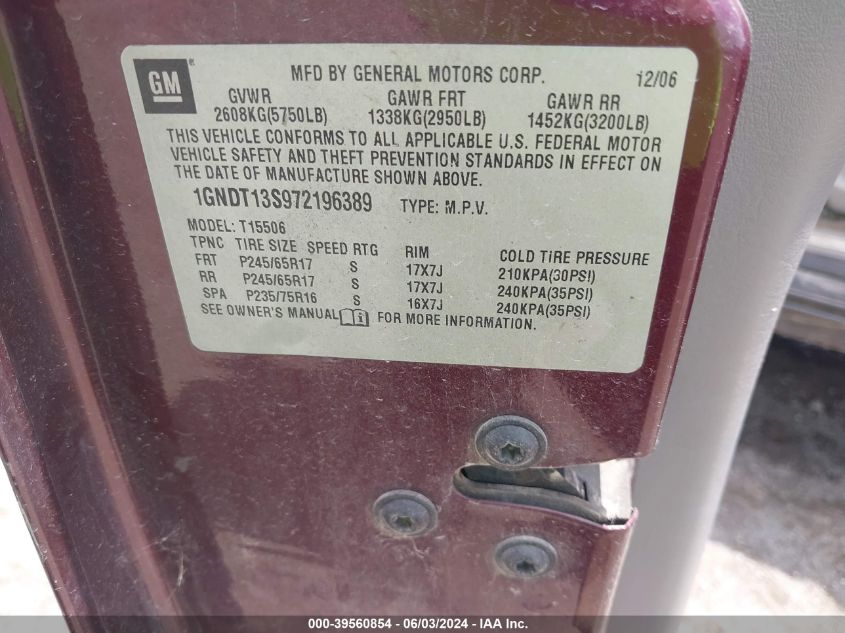 GM
MFD BY GENERAL MOTORS CORP. 12/06
GVWR GAWR FRT GAWR RR
2608KG(5750LB) 1338KG(2950LB) 1452KG(3200LB)
THIS VEHICLE CONFORMS TO ALL APPLICABLE U.S. FEDERAL MOTOR
VEHICLE SAFETY AND THEFT PREVENTION STANDARDS IN EFFECT ON
THE DATE OF MANUFACTURE SHOWN ABOVE.
1GNDT13S972196389 TYPE: M.P.V.
MODEL: T15506
TPNC TIRE SIZE SPEED RTG RIM COLD TIRE PRESSURE
FRT P245/65R17 S 17X7J 210KPA(30PSI)
RR P245/65R17 S 17X7J 240KPA(35PSI)
SPA P235/75R16 S 16X7J 240KPA(35PSI)
SEE OWNER'S MANUAL i FOR MORE INFORMATION.
000-39560854 - 06/03/2024 - IAA Inc.